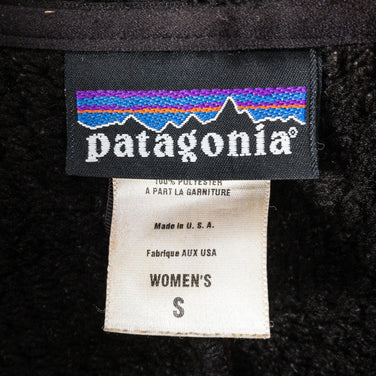 patagonia®
100% POLYESTER
A PART LA GARNITURE
Made in U. S. A.
Fabrique AUX USA
WOMEN'S
S